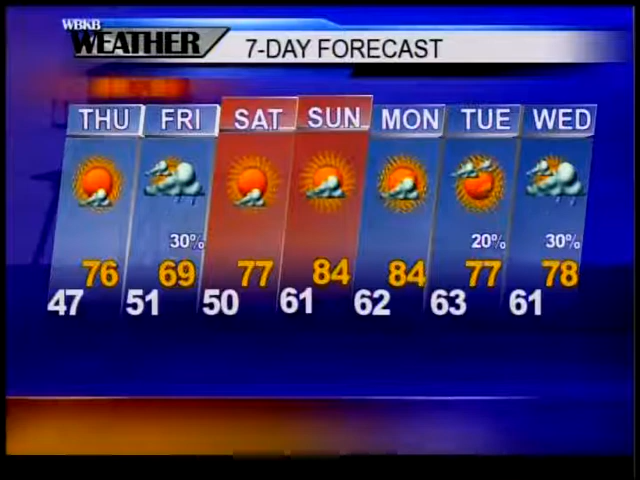 WBKB
WEATHER
7-DAY FORECAST
THU FRI SAT SUN MON TUE WED
30% 20% 30%
76 69 77 84 84 77 78
47 51 50 61 62 63 61